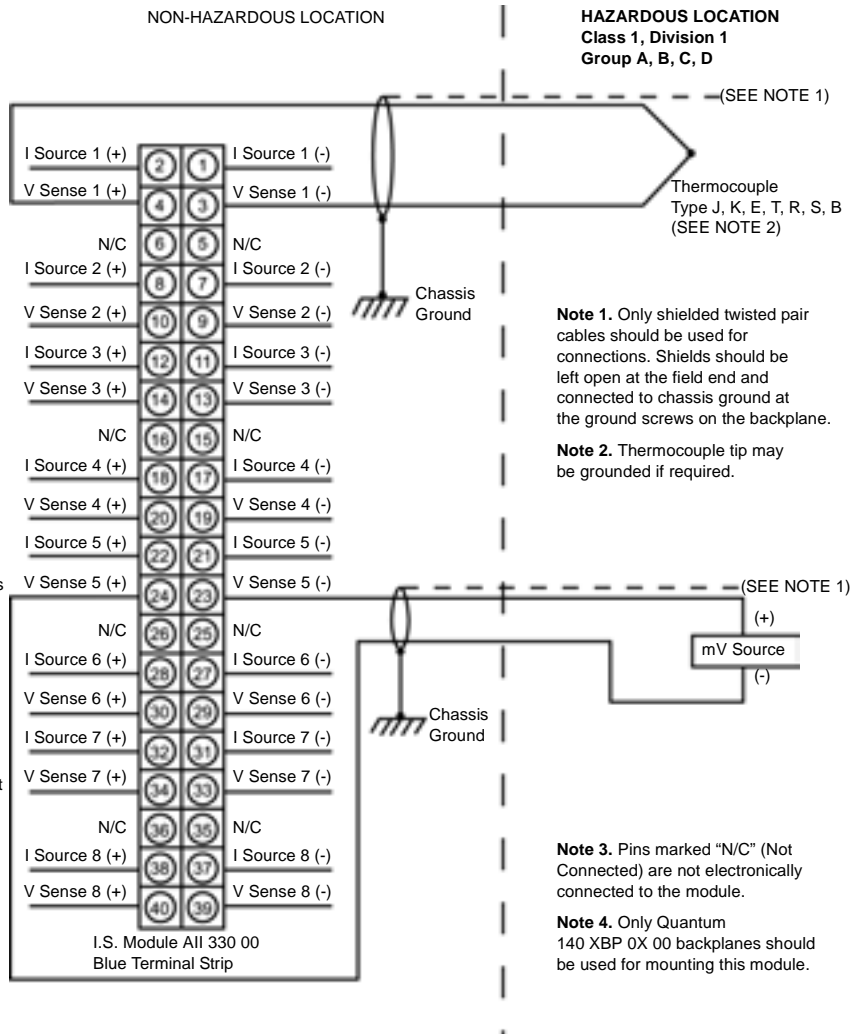 NON-HAZARDOUS LOCATION
HAZARDOUS LOCATION
Class 1, Division 1
Group A, B, C, D
(SEE NOTE 1)
I Source 1 (+) 2 1 I Source 1 (-)
V Sense 1 (+) 4 3 V Sense 1 (-)
Thermocouple
Type J, K, E, T, R, S, B
(SEE NOTE 2)
N/C 6 5 N/C
I Source 2 (+) 8 7 I Source 2 (-)
Chassis
Ground
V Sense 2 (+) 10 9 V Sense 2 (-)
I Source 3 (+) 12 11 I Source 3 (-)
V Sense 3 (+) 14 13 V Sense 3 (-)
N/C 16 15 N/C
I Source 4 (+) 18 17 I Source 4 (-)
V Sense 4 (+) 20 19 V Sense 4 (-)
I Source 5 (+) 22 21 I Source 5 (-)
s
V Sense 5 (+) 24 23 V Sense 5 (-)
Note 1. Only shielded twisted pair
cables should be used for
connections. Shields should be
left open at the field end and
connected to chassis ground at
the ground screws on the backplane.
Note 2. Thermocouple tip may
be grounded if required.
(SEE NOTE 1)
(+)
mV Source
(-)
N/C 26 25 N/C
I Source 6 (+) 28 27 I Source 6 (-)
V Sense 6 (+) 30 29 V Sense 6 (-)
Chassis
Ground
I Source 7 (+) 32 31 I Source 7 (-)
V Sense 7 (+) 34 33 V Sense 7 (-)
t
N/C 36 35 N/C
I Source 8 (+) 38 37 I Source 8 (-)
V Sense 8 (+) 40 39 V Sense 8 (-)
I.S. Module AII 330 00
Blue Terminal Strip
Note 3. Pins marked “N/C” (Not
Connected) are not electronically
connected to the module.
Note 4. Only Quantum
140 XBP 0X 00 backplanes should
be used for mounting this module.